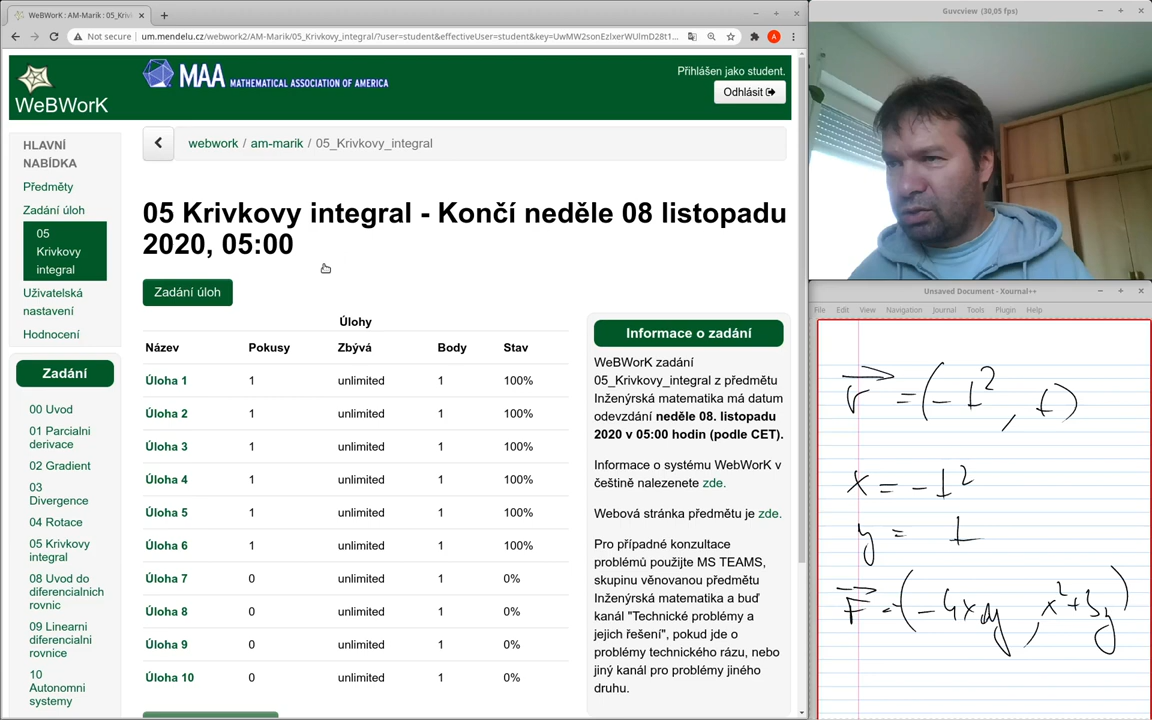 WeBWorK : AM-Marik : 05_Kriv
Guvcview (30,05 fps)
Not secure | um.mendelu.cz/webwork2/AM-Marik/05_Krivkovy_integral/?user=student&effectiveUser=student&key=UwMW2sonEzlxerWUlmD28t1...
A
WeBWorK
MAA MATHEMATICAL ASSOCIATION OF AMERICA
Přihlášen jako student.
Odhlásit
HLAVNÍ NABÍDKA
Předměty
Zadání úloh
05 Krivkovy integral
Uživatelská nastavení
Hodnocení
Zadání
00 Uvod
01 Parcialni derivace
02 Gradient
03 Divergence
04 Rotace
05 Krivkovy integral
08 Uvod do diferencialnich rovnic
09 Linearni diferencialni rovnice
10 Autonomni systemy
webwork / am-marik / 05_Krivkovy_integral
05 Krivkovy integral - Končí neděle 08 listopadu
2020, 05:00
Zadání úloh
Úlohy
Název Pokusy Zbývá Body Stav
Úloha 1 1 unlimited 1 100%
Úloha 2 1 unlimited 1 100%
Úloha 3 1 unlimited 1 100%
Úloha 4 1 unlimited 1 100%
Úloha 5 1 unlimited 1 100%
Úloha 6 1 unlimited 1 100%
Úloha 7 0 unlimited 1 0%
Úloha 8 0 unlimited 1 0%
Úloha 9 0 unlimited 1 0%
Úloha 10 0 unlimited 1 0%
Informace o zadání
WeBWorK zadání
05_Krivkovy_integral z předmětu
Inženýrská matematika má datum
odevzdání neděle 08. listopadu
2020 v 05:00 hodin (podle CET).
Informace o systému WebWorK v
češtině nalezenete zde.
Webová stránka předmětu je zde.
Pro případné konzultace
problémů použijte MS TEAMS,
skupinu věnovanou předmětu
Inženýrská matematika a buď
kanál "Technické problémy a
jejich řešení", pokud jde o
problémy technického rázu, nebo
jiný kanál pro problémy jiného
druhu.
Unsaved Document - Xournal++
File Edit View Navigation Journal Tools Plugin Help
r⃗ = (-t², t)
x = -t²
y = t
F⃗ = (-4xy, x²+3y)